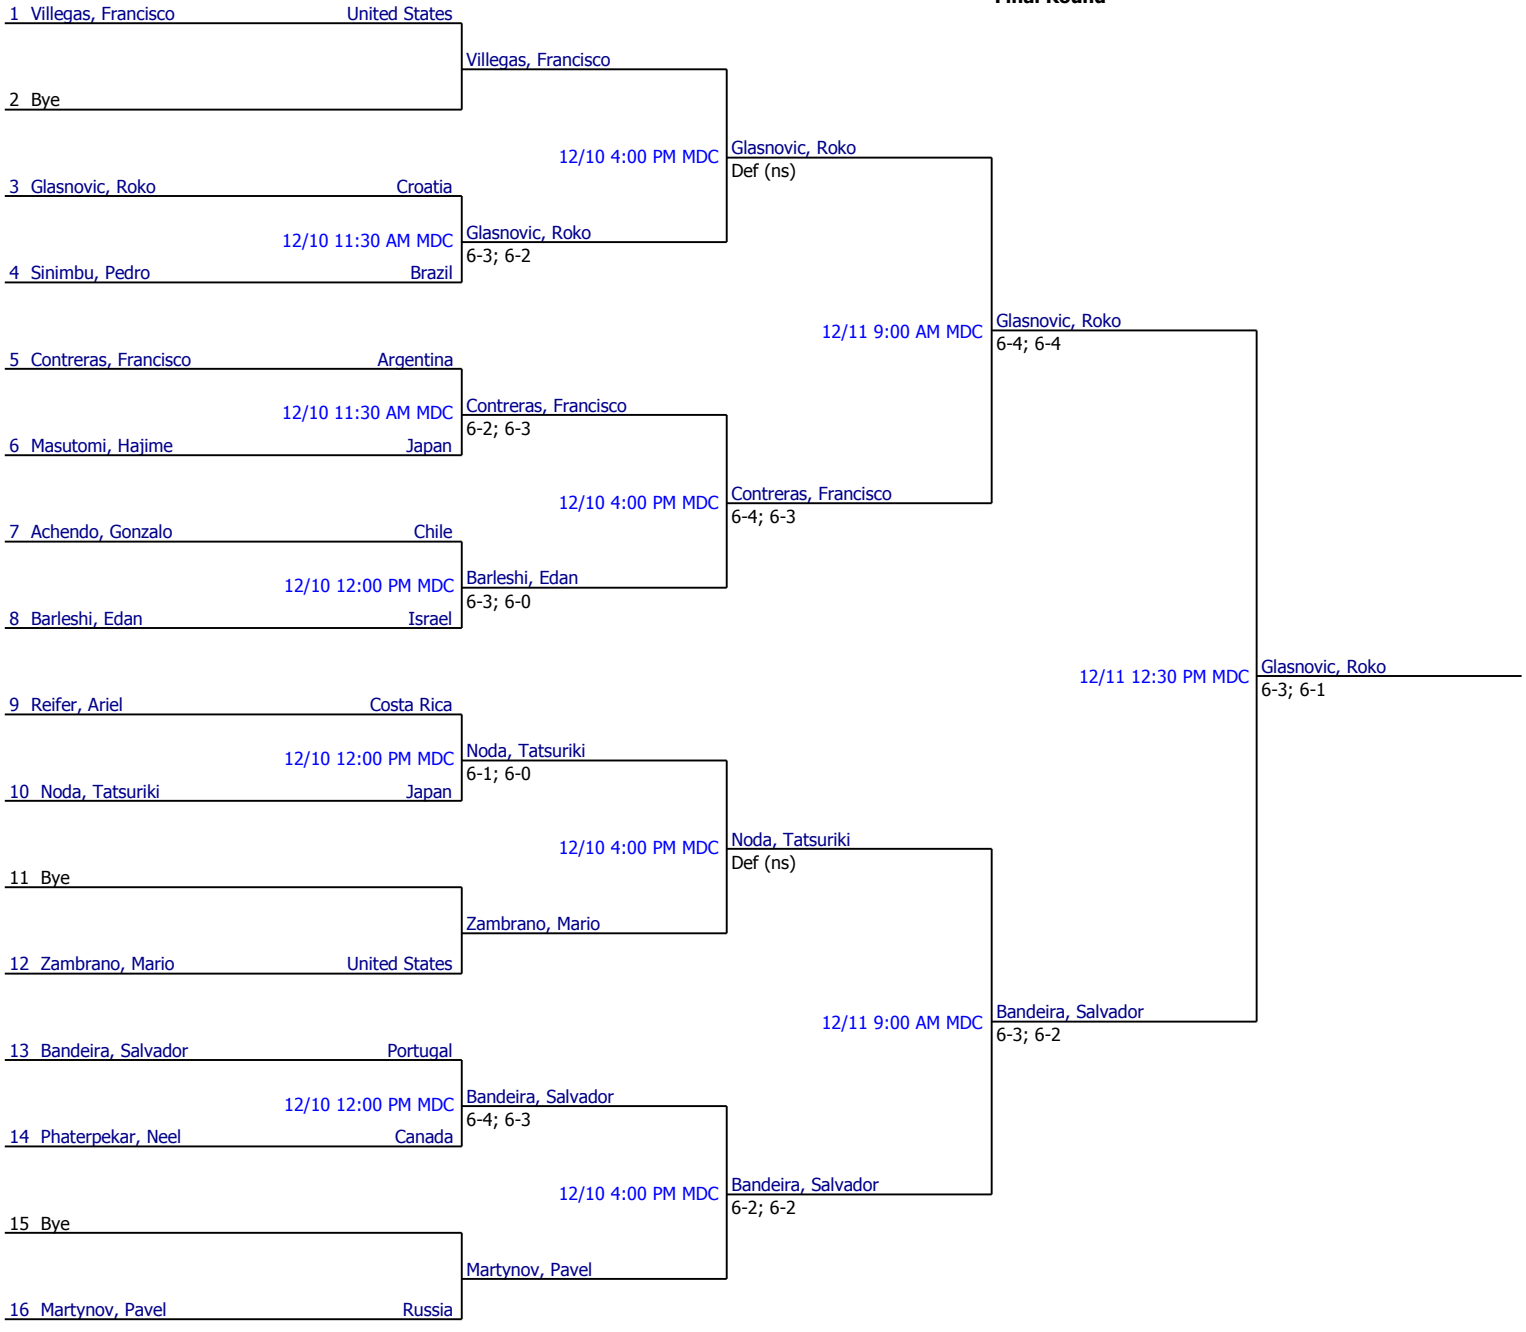 Final Round
1 Villegas, Francisco United States
Villegas, Francisco
2 Bye
12/10 4:00 PM MDC Glasnovic, Roko
Def (ns)
3 Glasnovic, Roko Croatia
12/10 11:30 AM MDC Glasnovic, Roko
6-3; 6-2
4 Sinimbu, Pedro Brazil
12/11 9:00 AM MDC Glasnovic, Roko
6-4; 6-4
5 Contreras, Francisco Argentina
12/10 11:30 AM MDC Contreras, Francisco
6-2; 6-3
6 Masutomi, Hajime Japan
12/10 4:00 PM MDC Contreras, Francisco
6-4; 6-3
7 Achendo, Gonzalo Chile
12/10 12:00 PM MDC Barleshi, Edan
6-3; 6-0
8 Barleshi, Edan Israel
12/11 12:30 PM MDC Glasnovic, Roko
6-3; 6-1
9 Reifer, Ariel Costa Rica
12/10 12:00 PM MDC Noda, Tatsuriki
6-1; 6-0
10 Noda, Tatsuriki Japan
12/10 4:00 PM MDC Noda, Tatsuriki
Def (ns)
11 Bye
Zambrano, Mario
12 Zambrano, Mario United States
12/11 9:00 AM MDC Bandeira, Salvador
6-3; 6-2
13 Bandeira, Salvador Portugal
12/10 12:00 PM MDC Bandeira, Salvador
6-4; 6-3
14 Phaterpekar, Neel Canada
12/10 4:00 PM MDC Bandeira, Salvador
6-2; 6-2
15 Bye
Martynov, Pavel
16 Martynov, Pavel Russia